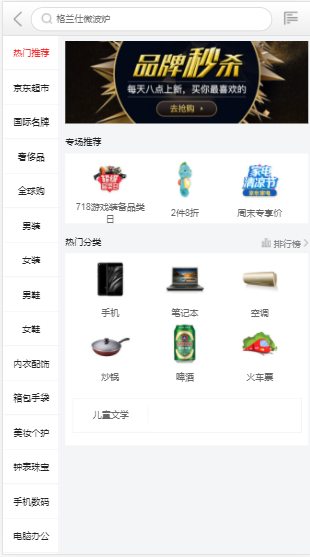 格兰仕微波炉
热门推荐
京东超市
国际名牌
奢侈品
全球购
男装
女装
男鞋
女鞋
内衣配饰
箱包手袋
美妆个护
钟表珠宝
手机数码
电脑办公
品牌秒杀
每天八点上新，买你最喜欢的
去抢购 >
专场推荐
718游戏装备品类
日
2件8折
家电
清凉节
周末专享价
热门分类
排行榜 >
手机
笔记本
空调
炒锅
啤酒
火车票
儿童文学